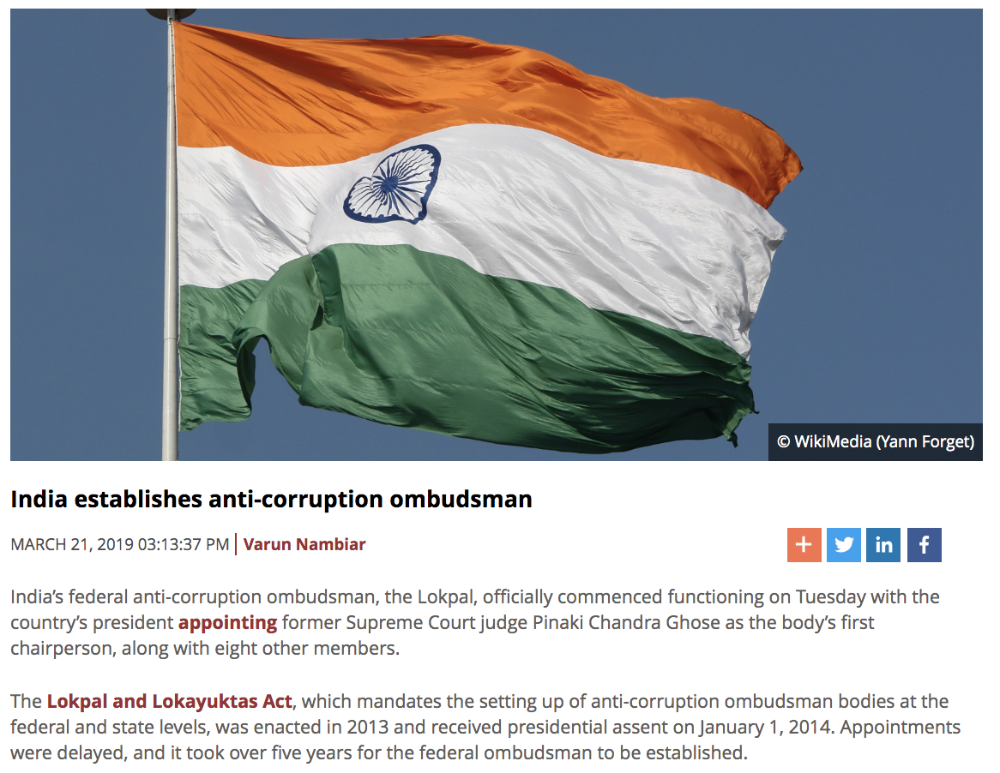 © WikiMedia (Yann Forget)
India establishes anti-corruption ombudsman
MARCH 21, 2019 03:13:37 PM | Varun Nambiar
India’s federal anti-corruption ombudsman, the Lokpal, officially commenced functioning on Tuesday with the
country’s president appointing former Supreme Court judge Pinaki Chandra Ghose as the body’s first
chairperson, along with eight other members.
The Lokpal and Lokayuktas Act, which mandates the setting up of anti-corruption ombudsman bodies at the
federal and state levels, was enacted in 2013 and received presidential assent on January 1, 2014. Appointments
were delayed, and it took over five years for the federal ombudsman to be established.